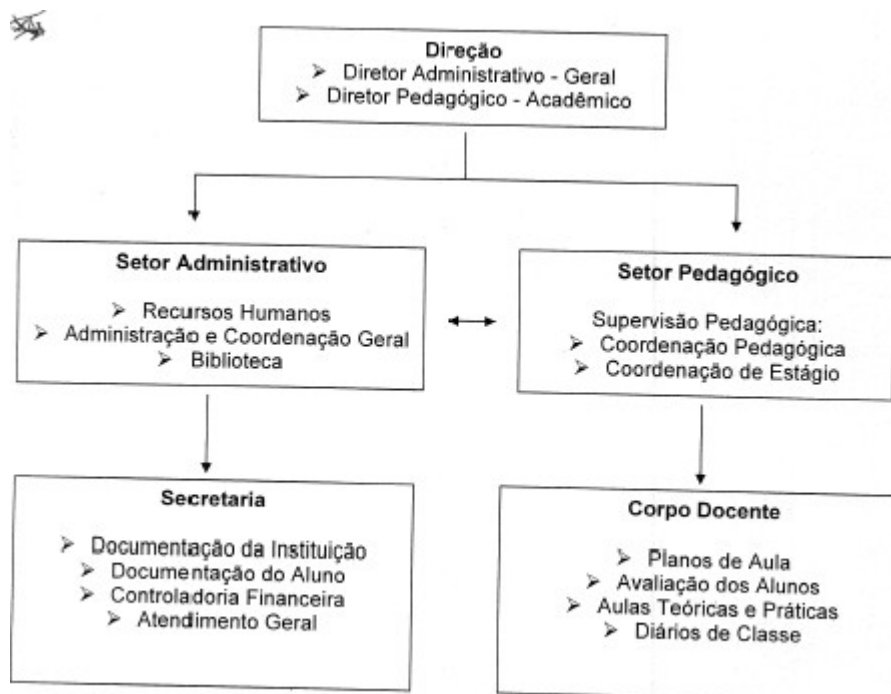 Direção
➢ Diretor Administrativo - Geral
➢ Diretor Pedagógico - Acadêmico
Setor Administrativo
➢ Recursos Humanos
➢ Administração e Coordenação Geral
➢ Biblioteca
Setor Pedagógico
Supervisão Pedagógica:
➢ Coordenação Pedagógica
➢ Coordenação de Estágio
Secretaria
➢ Documentação da Instituição
➢ Documentação do Aluno
➢ Controladoria Financeira
➢ Atendimento Geral
Corpo Docente
➢ Planos de Aula
➢ Avaliação dos Alunos
➢ Aulas Teóricas e Práticas
➢ Diários de Classe